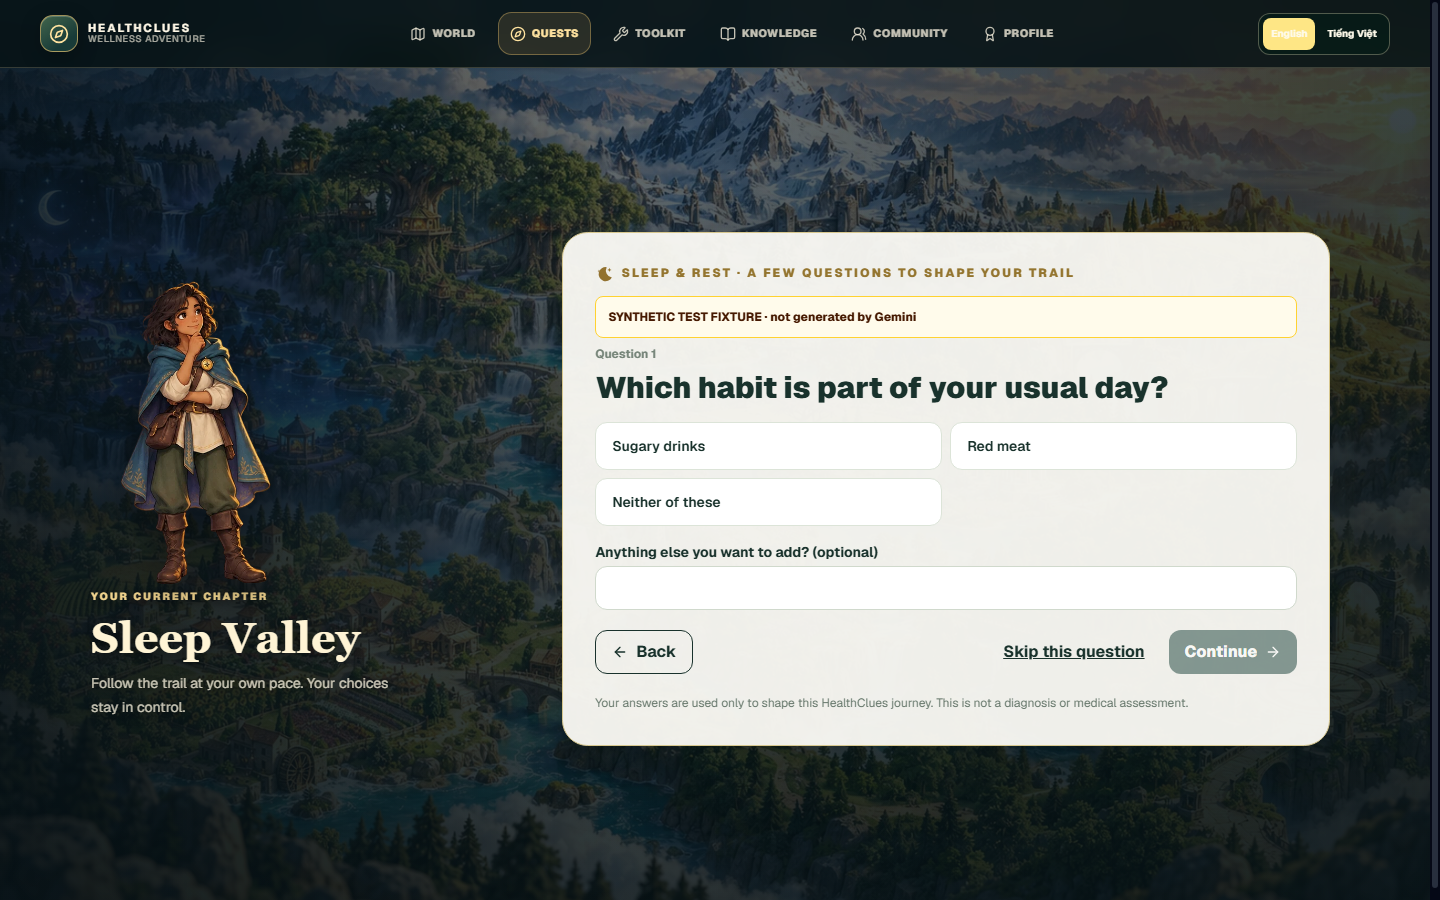 HEALTHCLUES
WELLNESS ADVENTURE
WORLD
QUESTS
TOOLKIT
KNOWLEDGE
COMMUNITY
PROFILE
English
Tiếng Việt
SLEEP & REST · A FEW QUESTIONS TO SHAPE YOUR TRAIL
SYNTHETIC TEST FIXTURE · not generated by Gemini
Question 1
Which habit is part of your usual day?
Sugary drinks
Red meat
Neither of these
Anything else you want to add? (optional)
Back
Skip this question
Continue
Your answers are used only to shape this HealthClues journey. This is not a diagnosis or medical assessment.
YOUR CURRENT CHAPTER
Sleep Valley
Follow the trail at your own pace. Your choices
stay in control.